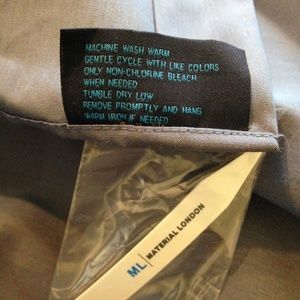 MACHINE WASH WARM
GENTLE CYCLE WITH LIKE COLORS
ONLY NON-CHLORINE BLEACH
WHEN NEEDED
TUMBLE DRY LOW
REMOVE PROMPTLY AND HANG
WARM IRON IF NEEDED
ML | MATERIAL LONDON